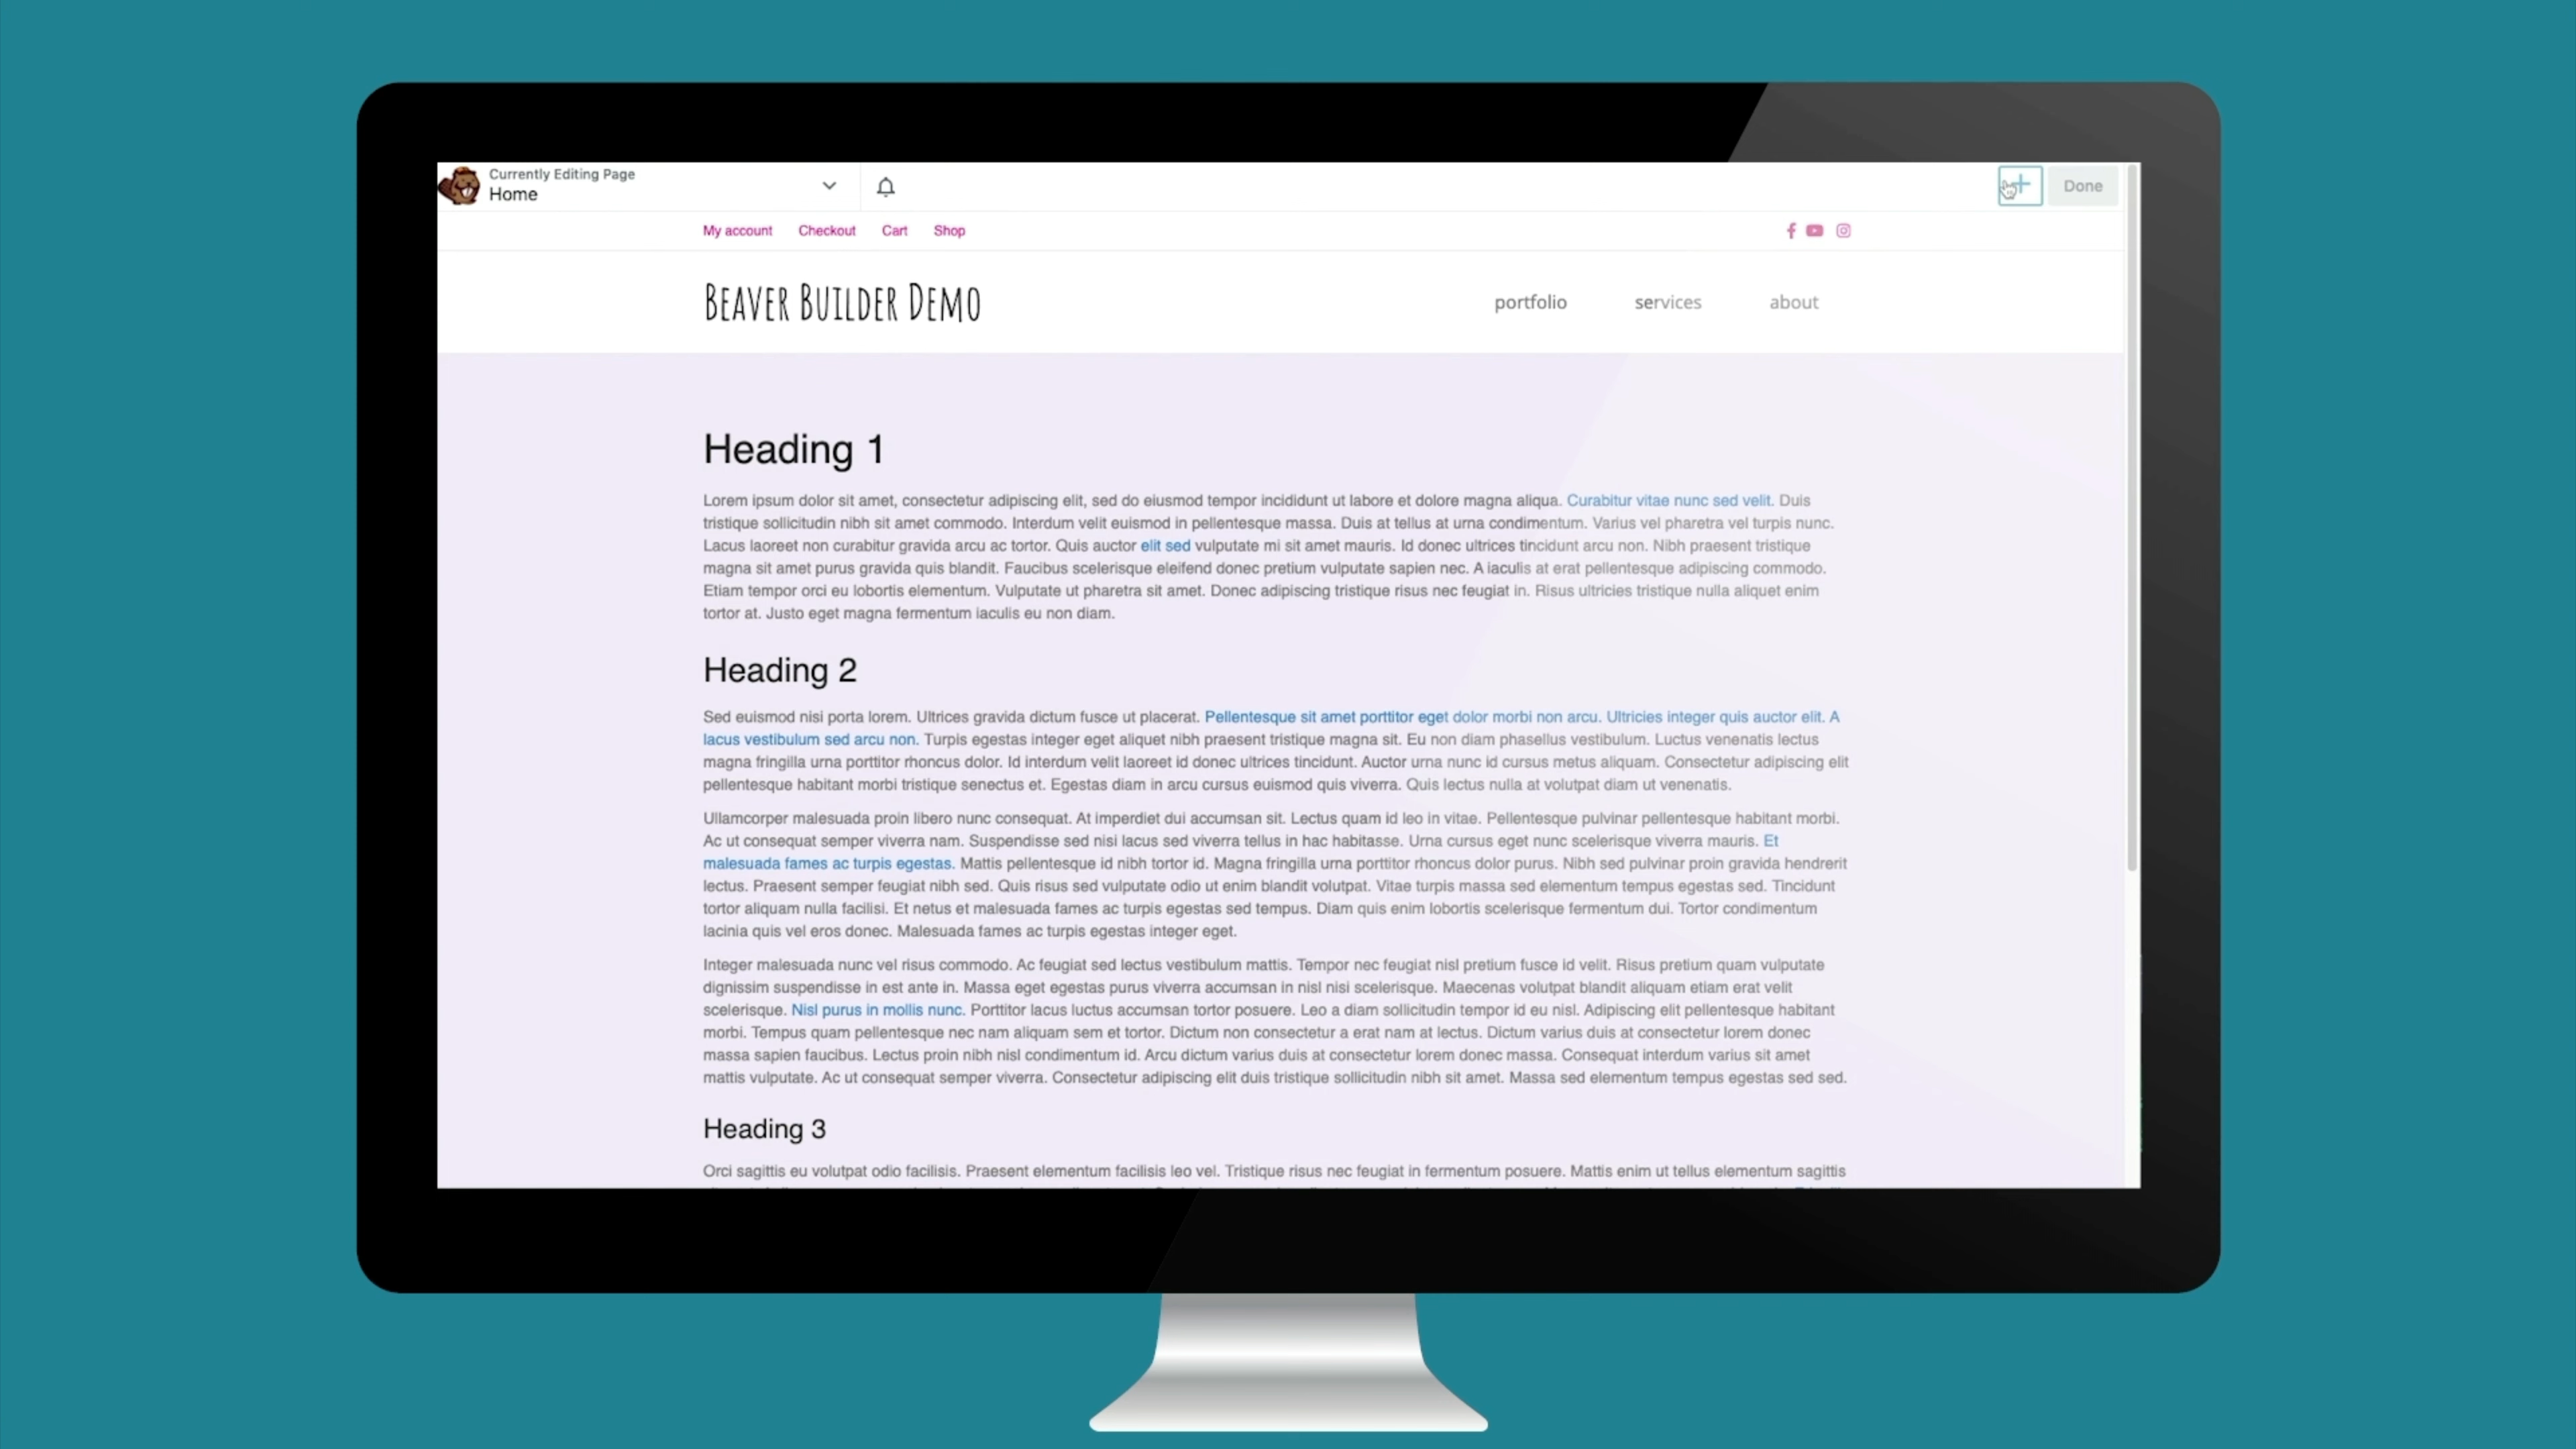 Currently Editing Page
Home
Done
My account Checkout Cart Shop
BEAVER BUILDER DEMO
portfolio services about
Heading 1
Lorem ipsum dolor sit amet, consectetur adipiscing elit, sed do eiusmod tempor incididunt ut labore et dolore magna aliqua. Curabitur vitae nunc sed velit. Duis
tristique sollicitudin nibh sit amet commodo. Interdum velit euismod in pellentesque massa. Duis at tellus at urna condimentum. Varius vel pharetra vel turpis nunc.
Lacus laoreet non curabitur gravida arcu ac tortor. Quis auctor elit sed vulputate mi sit amet mauris. Id donec ultrices tincidunt arcu non. Nibh praesent tristique
magna sit amet purus gravida quis blandit. Faucibus scelerisque eleifend donec pretium vulputate sapien nec. A iaculis at erat pellentesque adipiscing commodo.
Etiam tempor orci eu lobortis elementum. Vulputate ut pharetra sit amet. Donec adipiscing tristique risus nec feugiat in. Risus ultricies tristique nulla aliquet enim
tortor at. Justo eget magna fermentum iaculis eu non diam.
Heading 2
Sed euismod nisi porta lorem. Ultrices gravida dictum fusce ut placerat. Pellentesque sit amet porttitor eget dolor morbi non arcu. Ultricies integer quis auctor elit. A
lacus vestibulum sed arcu non. Turpis egestas integer eget aliquet nibh praesent tristique magna sit. Eu non diam phasellus vestibulum. Luctus venenatis lectus
magna fringilla urna porttitor rhoncus dolor. Id interdum velit laoreet id donec ultrices tincidunt. Auctor urna nunc id cursus metus aliquam. Consectetur adipiscing elit
pellentesque habitant morbi tristique senectus et. Egestas diam in arcu cursus euismod quis viverra. Quis lectus nulla at volutpat diam ut venenatis.
Ullamcorper malesuada proin libero nunc consequat. At imperdiet dui accumsan sit. Lectus quam id leo in vitae. Pellentesque pulvinar pellentesque habitant morbi.
Ac ut consequat semper viverra nam. Suspendisse sed nisi lacus sed viverra tellus in hac habitasse. Urna cursus eget nunc scelerisque viverra mauris. Et
malesuada fames ac turpis egestas. Mattis pellentesque id nibh tortor id. Magna fringilla urna porttitor rhoncus dolor purus. Nibh sed pulvinar proin gravida hendrerit
lectus. Praesent semper feugiat nibh sed. Quis risus sed vulputate odio ut enim blandit volutpat. Vitae turpis massa sed elementum tempus egestas sed. Tincidunt
tortor aliquam nulla facilisi. Et netus et malesuada fames ac turpis egestas sed tempus. Diam quis enim lobortis scelerisque fermentum dui. Tortor condimentum
lacinia quis vel eros donec. Malesuada fames ac turpis egestas integer eget.
Integer malesuada nunc vel risus commodo. Ac feugiat sed lectus vestibulum mattis. Tempor nec feugiat nisl pretium fusce id velit. Risus pretium quam vulputate
dignissim suspendisse in est ante in. Massa eget egestas purus viverra accumsan in nisl nisi scelerisque. Maecenas volutpat blandit aliquam etiam erat velit
scelerisque. Nisl purus in mollis nunc. Porttitor lacus luctus accumsan tortor posuere. Leo a diam sollicitudin tempor id eu nisl. Adipiscing elit pellentesque habitant
morbi. Tempus quam pellentesque nec nam aliquam sem et tortor. Dictum non consectetur a erat nam at lectus. Dictum varius duis at consectetur lorem donec
massa sapien faucibus. Lectus proin nibh nisl condimentum id. Arcu dictum varius duis at consectetur lorem donec massa. Consequat interdum varius sit amet
mattis vulputate. Ac ut consequat semper viverra. Consectetur adipiscing elit duis tristique sollicitudin nibh sit amet. Massa sed elementum tempus egestas sed sed.
Heading 3
Orci sagittis eu volutpat odio facilisis. Praesent elementum facilisis leo vel. Tristique risus nec feugiat in fermentum posuere. Mattis enim ut tellus elementum sagittis